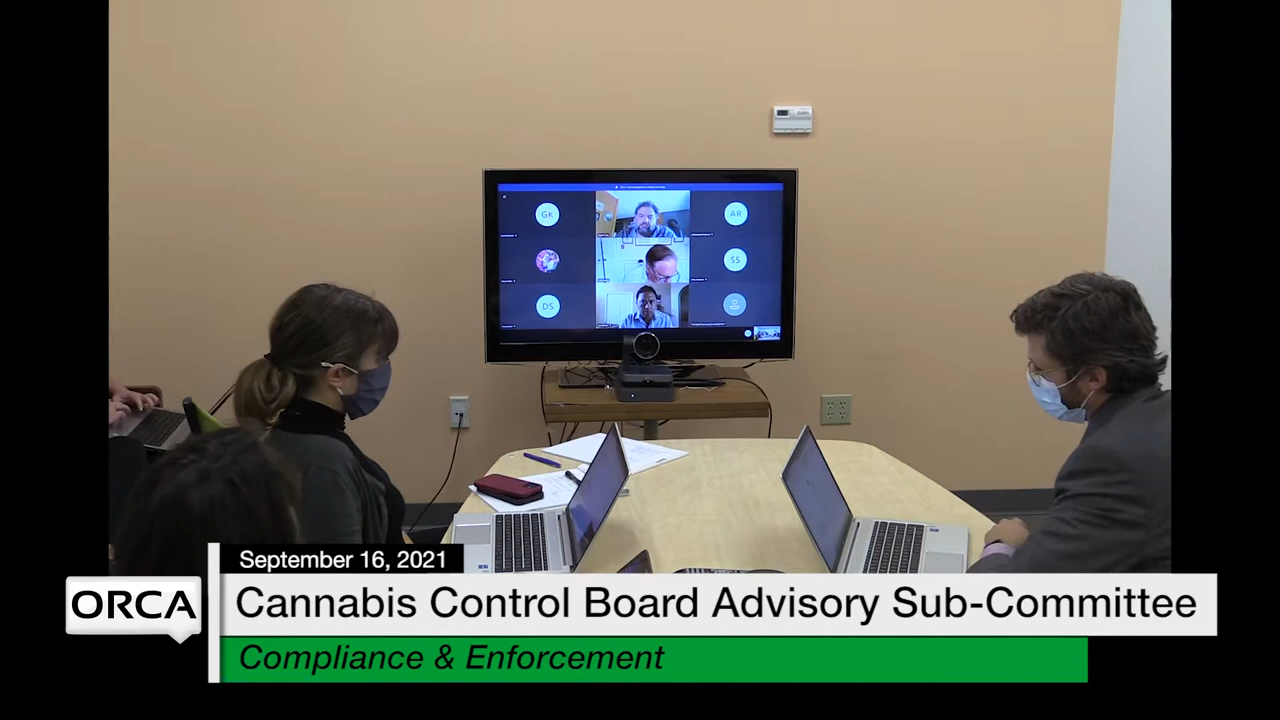 GK
AR
SS
DS
September 16, 2021
ORCA
Cannabis Control Board Advisory Sub-Committee
Compliance & Enforcement